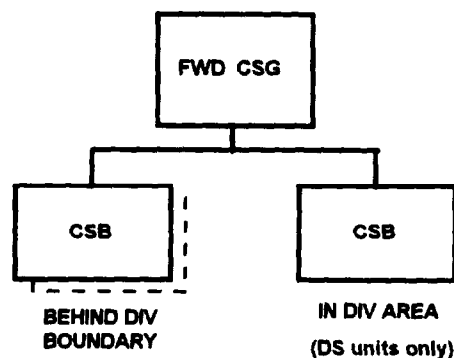 FWD CSG
CSB
CSB
BEHIND DIV
BOUNDARY
IN DIV AREA
(DS units only)